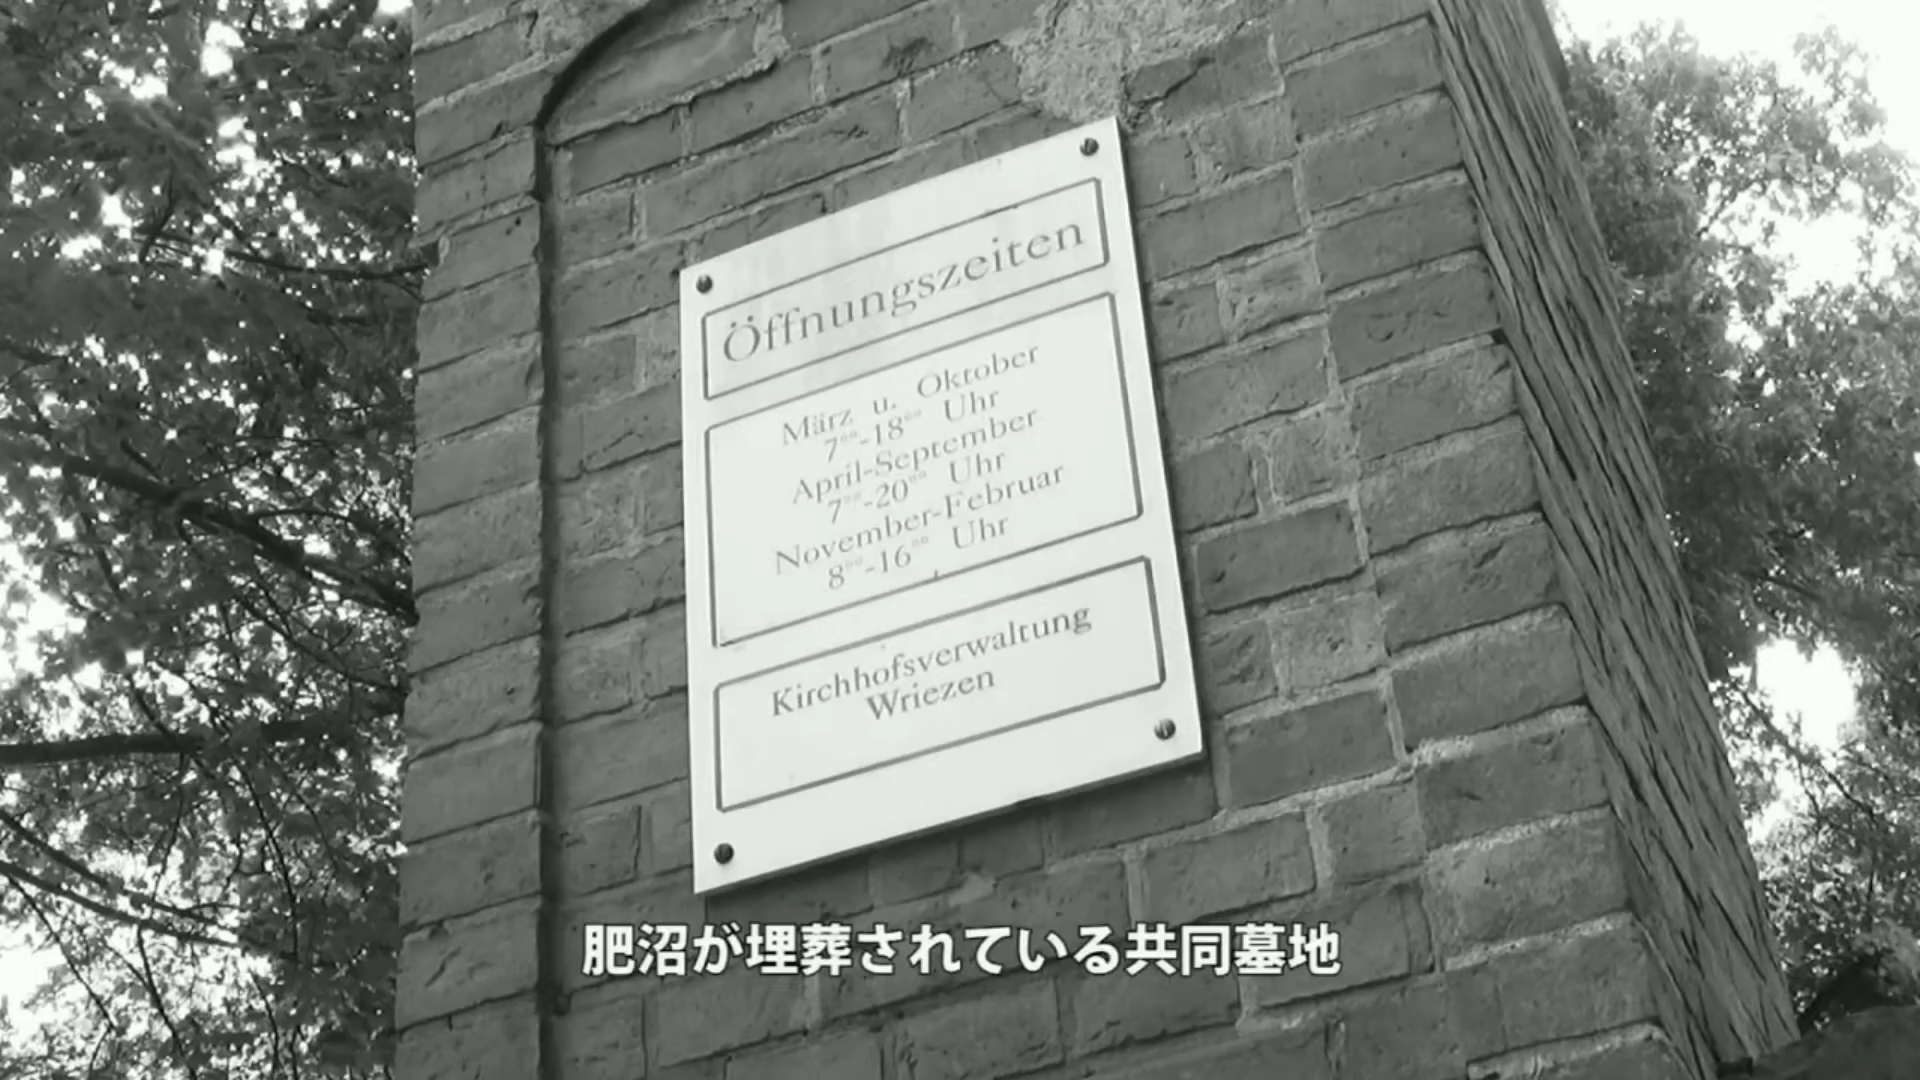 Öffnungszeiten
März u. Oktober
7⁰⁰-18⁰⁰ Uhr
April-September
7⁰⁰-20⁰⁰ Uhr
November-Februar
8⁰⁰-16⁰⁰ Uhr
Kirchhofsverwaltung
Wriezen
肥沼が埋葬されている共同墓地